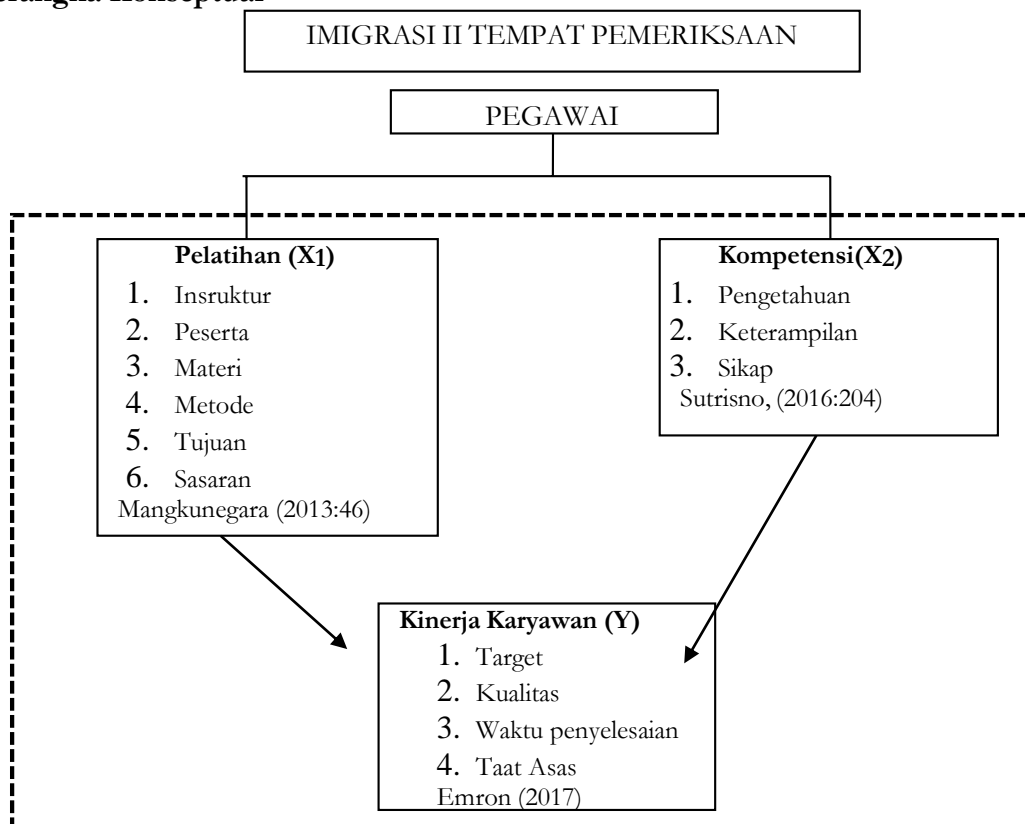 Kerangka Konseptual
IMIGRASI II TEMPAT PEMERIKSAAN
PEGAWAI
Pelatihan (X1)
1. Insruktur
2. Peserta
3. Materi
4. Metode
5. Tujuan
6. Sasaran
Mangkunegara (2013:46)
Kompetensi(X2)
1. Pengetahuan
2. Keterampilan
3. Sikap
Sutrisno, (2016:204)
Kinerja Karyawan (Y)
1. Target
2. Kualitas
3. Waktu penyelesaian
4. Taat Asas
Emron (2017)